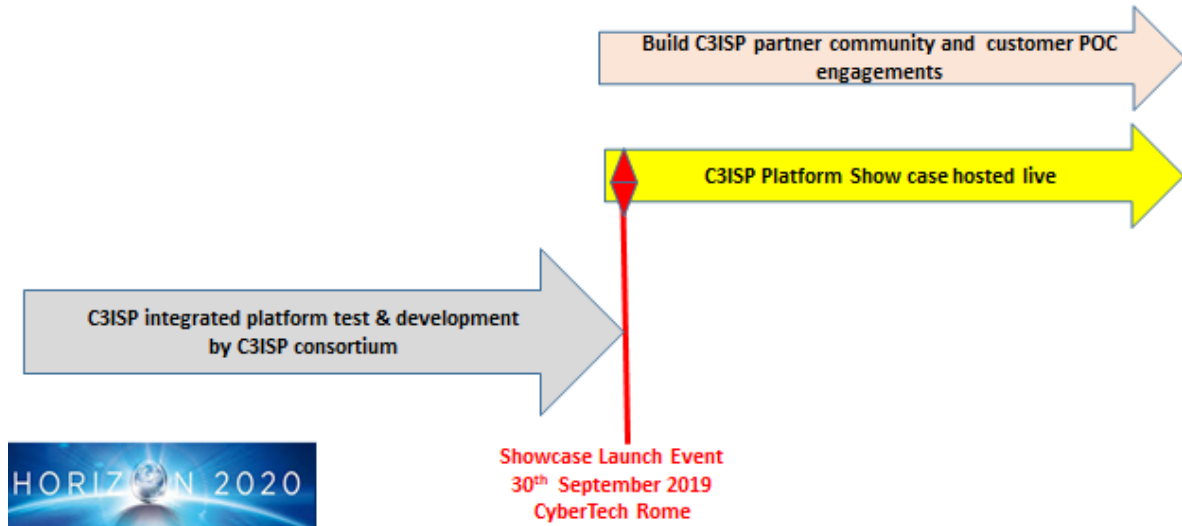 Build C3ISP partner community and customer POC
engagements
C3ISP Platform Show case hosted live
C3ISP integrated platform test & development
by C3ISP consortium
HORIZON 2020
Showcase Launch Event
30th September 2019
CyberTech Rome